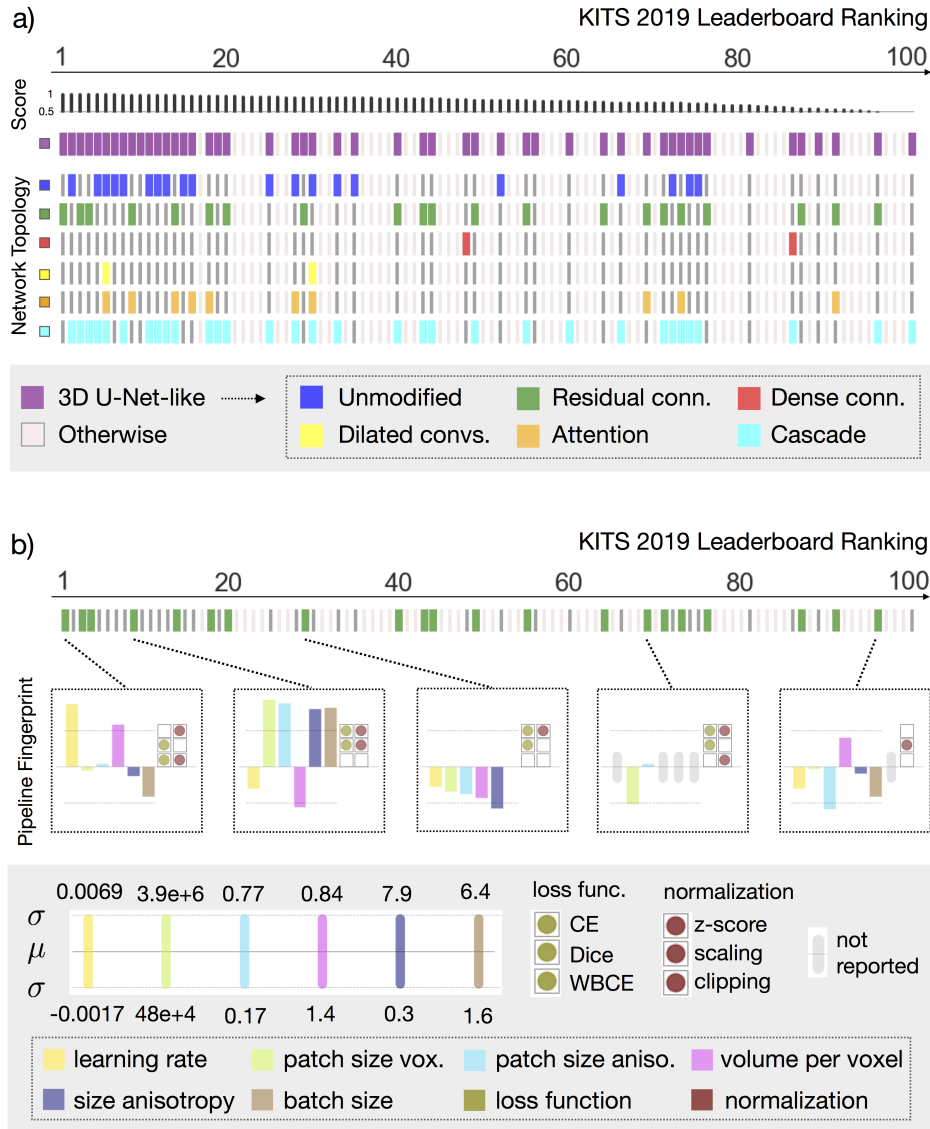 a)
KITS 2019 Leaderboard Ranking
1 20 40 60 80 100
Score
1
0.5
Network Topology
3D U-Net-like
Unmodified
Residual conn.
Dense conn.
Otherwise
Dilated convs.
Attention
Cascade
b)
KITS 2019 Leaderboard Ranking
1 20 40 60 80 100
Pipeline Fingerprint
0.0069 3.9e+6 0.77 0.84 7.9 6.4
σ
μ
σ
-0.0017 48e+4 0.17 1.4 0.3 1.6
loss func.
CE
Dice
WBCE
normalization
z-score
scaling
clipping
not
reported
learning rate
patch size vox.
patch size aniso.
volume per voxel
size anisotropy
batch size
loss function
normalization